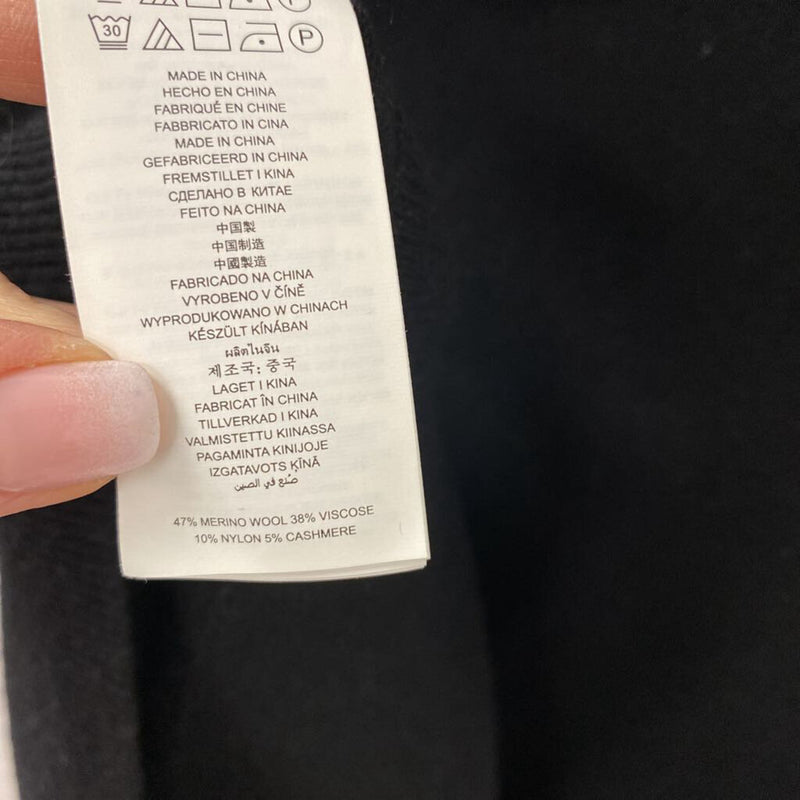 30
P
MADE IN CHINA
HECHO EN CHINA
FABRIQUÉ EN CHINE
FABBRICATO IN CINA
MADE IN CHINA
GEFABRICEERD IN CHINA
FREMSTILLET I KINA
СДЕЛАНО В КИТАЕ
FEITO NA CHINA
中国製
中国制造
中國製造
FABRICADO NA CHINA
VYROBENO V ČÍNĚ
WYPRODUKOWANO W CHINACH
KÉSZÜLT KÍNÁBAN
ผลิตในจีน
제조국: 중국
LAGET I KINA
FABRICAT ÎN CHINA
TILLVERKAD I KINA
VALMISTETTU KIINASSA
PAGAMINTA KINIJOJE
IZGATAVOTS ĶĪNĀ
صُنع في الصين
47% MERINO WOOL 38% VISCOSE
10% NYLON 5% CASHMERE